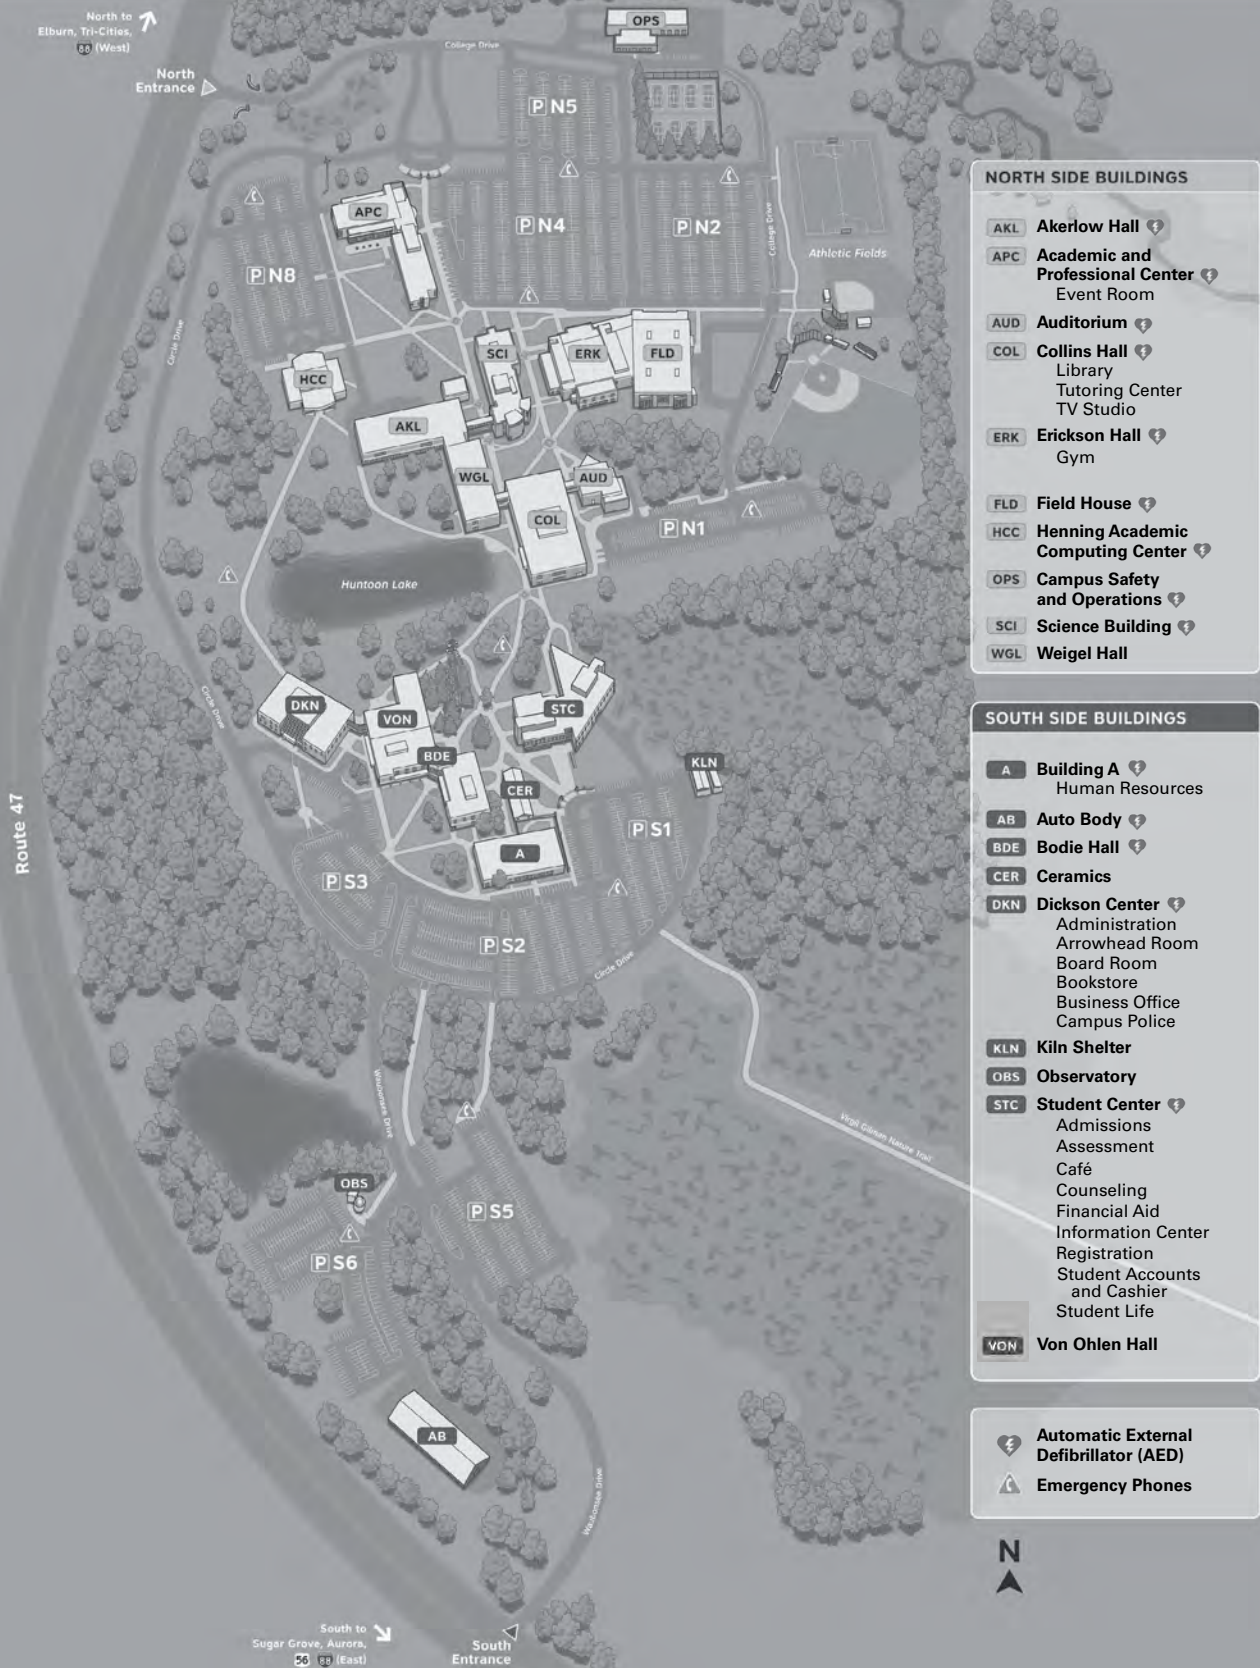 North to
Elburn, Tri-Cities,
88 (West)
North
Entrance
College Drive
OPS
P N5
APC
P N4
P N2
College Drive
Athletic Fields
P N8
Circle Drive
SCI
ERK
FLD
HCC
AKL
WGL
AUD
COL
P N1
Huntoon Lake
Circle Drive
DKN
VON
STC
BDE
KLN
CER
Route 47
P S1
A
P S3
P S2
Circle Drive
Waubonsee Drive
Virgil Gilman Nature Trail
OBS
P S5
P S6
AB
Waubonsee Drive
South to
Sugar Grove, Aurora,
56 88 (East)
South
Entrance
NORTH SIDE BUILDINGS
AKL Akerlow Hall
APC Academic and
Professional Center
Event Room
AUD Auditorium
COL Collins Hall
Library
Tutoring Center
TV Studio
ERK Erickson Hall
Gym
FLD Field House
HCC Henning Academic
Computing Center
OPS Campus Safety
and Operations
SCI Science Building
WGL Weigel Hall
SOUTH SIDE BUILDINGS
A Building A
Human Resources
AB Auto Body
BDE Bodie Hall
CER Ceramics
DKN Dickson Center
Administration
Arrowhead Room
Board Room
Bookstore
Business Office
Campus Police
KLN Kiln Shelter
OBS Observatory
STC Student Center
Admissions
Assessment
Café
Counseling
Financial Aid
Information Center
Registration
Student Accounts
and Cashier
Student Life
VON Von Ohlen Hall
Automatic External
Defibrillator (AED)
Emergency Phones
N